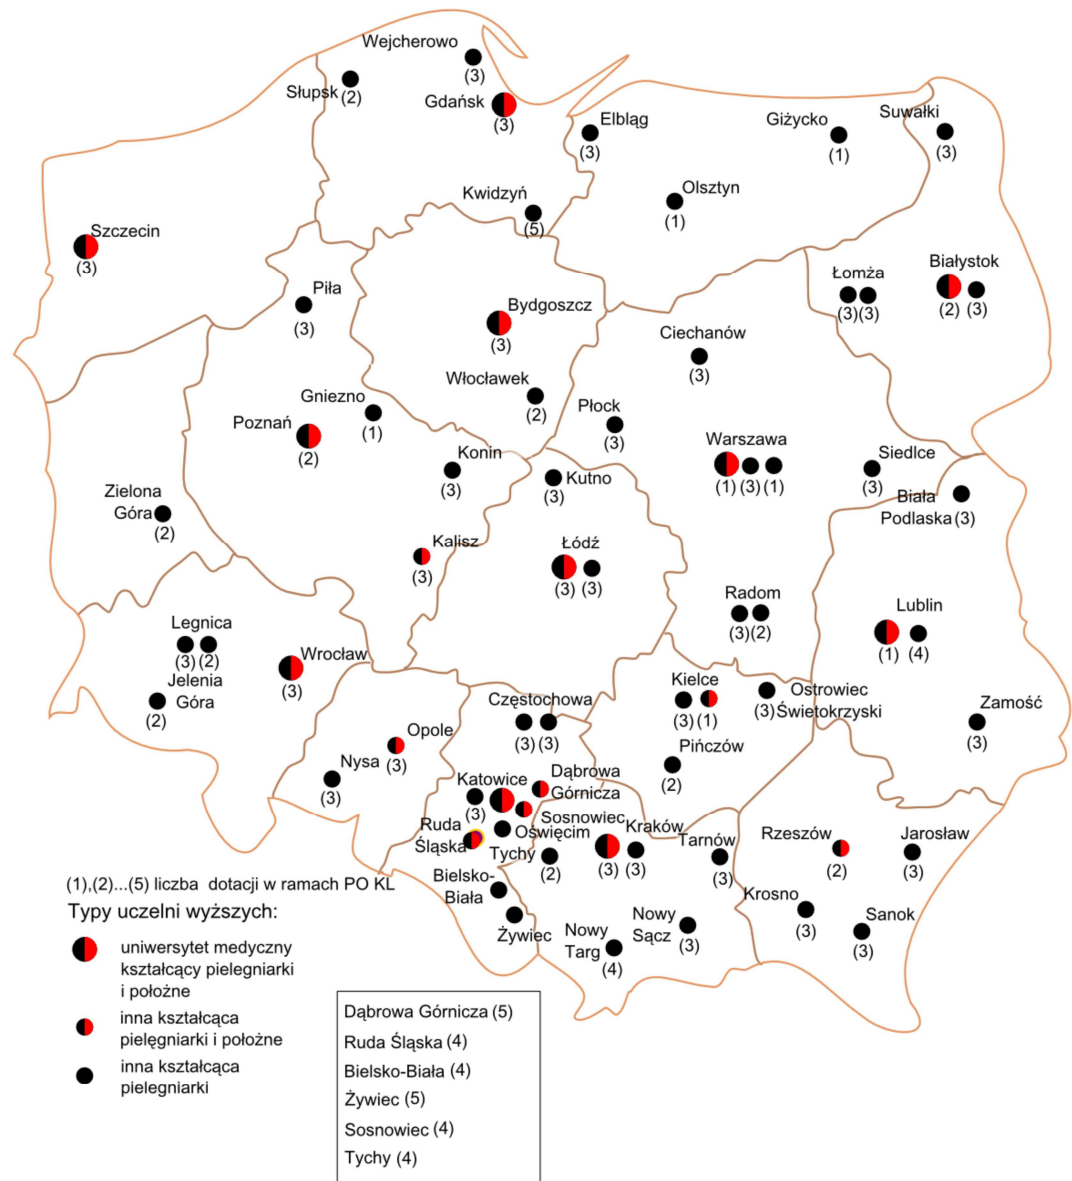 Wejcherowo
(3)
Słupsk (2)
Gdańsk
(3)
Elbląg
(3)
Giżycko
(1)
Suwałki
(3)
Kwidzyń
(5)
Olsztyn
(1)
Szczecin
(3)
Łomża
(3)(3)
Białystok
(2) (3)
Piła
(3)
Bydgoszcz
(3)
Ciechanów
(3)
Włocławek
(2)
Gniezno
(1)
Poznań
(2)
Płock
(3)
Warszawa
(1) (3) (1)
Siedlce
(3)
Konin
(3)
Kutno
(3)
Biała
Podlaska (3)
Zielona
Góra
(2)
Kalisz
(3)
Łódź
(3) (3)
Radom
(3)(2)
Lublin
(1) (4)
Legnica
(3) (2)
Jelenia
Góra
(2)
Wrocław
(3)
Kielce
(3) (1)
Ostrowiec
(3) Świetokrzyski
Zamość
(3)
Częstochowa
(3) (3)
Opole
(3)
Nysa
(3)
Pińczów
(2)
Katowice
(3)
Dąbrowa
Górnicza
Sosnowiec
Oświęcim
(2)
Ruda
Śląska
Tychy
Kraków
(3) (3)
Tarnów
(3)
Rzeszów
(2)
Jarosław
(3)
Bielsko-
Biała
Żywiec
Nowy
Targ
(4)
Nowy
Sącz
(3)
Krosno
(3)
Sanok
(3)
(1),(2)...(5) liczba dotacji w ramach PO KL
Typy uczelni wyższych:
uniwersytet medyczny
kształcący pielegniarki
i położne
inna kształcąca
pielęgniarki i położne
inna kształcąca
pielegniarki
Dąbrowa Górnicza (5)
Ruda Śląska (4)
Bielsko-Biała (4)
Żywiec (5)
Sosnowiec (4)
Tychy (4)